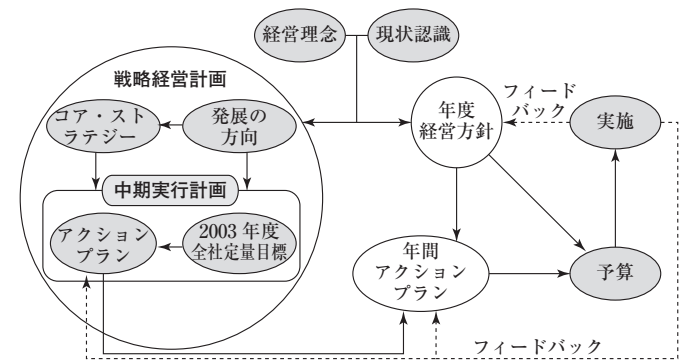 経営理念
現状認識
戦略経営計画
コア・スト
ラテジー
発展の
方向
年度
経営方針
フィード
バック
実施
中期実行計画
アクション
プラン
2003 年度
全社定量目標
年間
アクション
プラン
予算
フィードバック